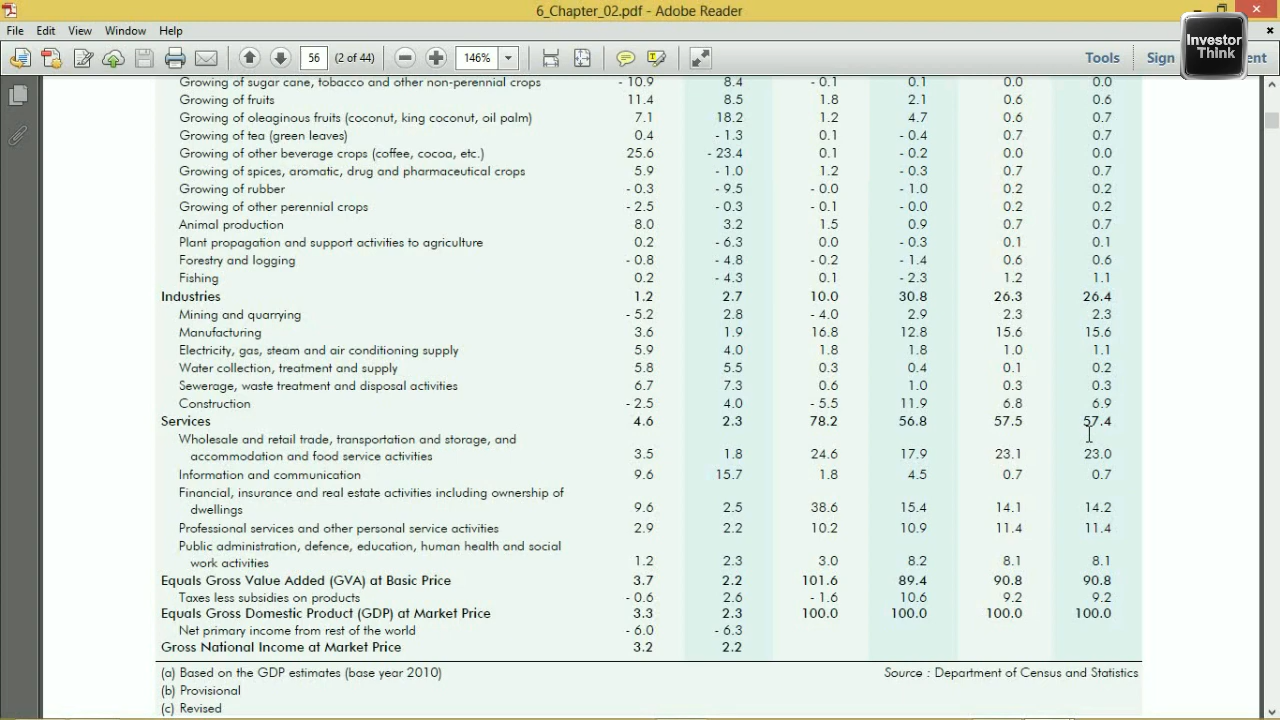 6_Chapter_02.pdf - Adobe Reader
File Edit View Window Help
56 (2 of 44) 146% Tools Sign ent
Investor
Think
Growing of sugar cane, tobacco and other non-perennial crops - 10.9 8.4 - 0.1 0.1 0.0 0.0
Growing of fruits 11.4 8.5 1.8 2.1 0.6 0.6
Growing of oleaginous fruits (coconut, king coconut, oil palm) 7.1 18.2 1.2 4.7 0.6 0.7
Growing of tea (green leaves) 0.4 - 1.3 0.1 - 0.4 0.7 0.7
Growing of other beverage crops (coffee, cocoa, etc.) 25.6 - 23.4 0.1 - 0.2 0.0 0.0
Growing of spices, aromatic, drug and pharmaceutical crops 5.9 - 1.0 1.2 - 0.3 0.7 0.7
Growing of rubber - 0.3 - 9.5 - 0.0 - 1.0 0.2 0.2
Growing of other perennial crops - 2.5 - 0.3 - 0.1 - 0.0 0.2 0.2
Animal production 8.0 3.2 1.5 0.9 0.7 0.7
Plant propagation and support activities to agriculture 0.2 - 6.3 0.0 - 0.3 0.1 0.1
Forestry and logging - 0.8 - 4.8 - 0.2 - 1.4 0.6 0.6
Fishing 0.2 - 4.3 0.1 - 2.3 1.2 1.1
Industries 1.2 2.7 10.0 30.8 26.3 26.4
Mining and quarrying - 5.2 2.8 - 4.0 2.9 2.3 2.3
Manufacturing 3.6 1.9 16.8 12.8 15.6 15.6
Electricity, gas, steam and air conditioning supply 5.9 4.0 1.8 1.8 1.0 1.1
Water collection, treatment and supply 5.8 5.5 0.3 0.4 0.1 0.2
Sewerage, waste treatment and disposal activities 6.7 7.3 0.6 1.0 0.3 0.3
Construction - 2.5 4.0 - 5.5 11.9 6.8 6.9
Services 4.6 2.3 78.2 56.8 57.5 57.4
Wholesale and retail trade, transportation and storage, and
accommodation and food service activities 3.5 1.8 24.6 17.9 23.1 23.0
Information and communication 9.6 15.7 1.8 4.5 0.7 0.7
Financial, insurance and real estate activities including ownership of
dwellings 9.6 2.5 38.6 15.4 14.1 14.2
Professional services and other personal service activities 2.9 2.2 10.2 10.9 11.4 11.4
Public administration, defence, education, human health and social
work activities 1.2 2.3 3.0 8.2 8.1 8.1
Equals Gross Value Added (GVA) at Basic Price 3.7 2.2 101.6 89.4 90.8 90.8
Taxes less subsidies on products - 0.6 2.6 - 1.6 10.6 9.2 9.2
Equals Gross Domestic Product (GDP) at Market Price 3.3 2.3 100.0 100.0 100.0 100.0
Net primary income from rest of the world - 6.0 - 6.3
Gross National Income at Market Price 3.2 2.2
(a) Based on the GDP estimates (base year 2010) Source : Department of Census and Statistics
(b) Provisional
(c) Revised